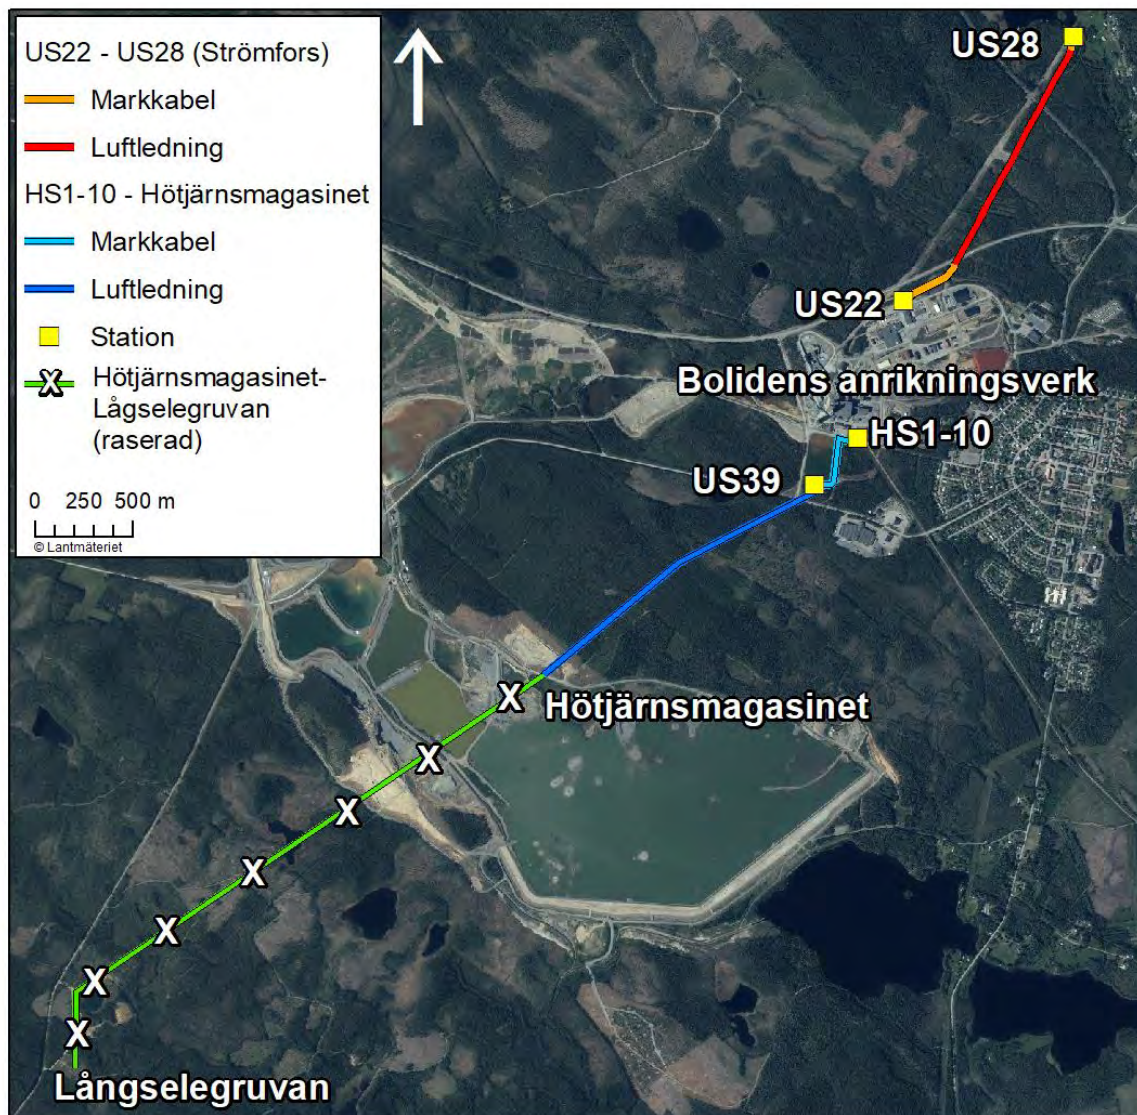 US22 - US28 (Strömfors)
Markkabel
Luftledning
HS1-10 - Hötjärnsmagasinet
Markkabel
Luftledning
Station
X Hötjärnsmagasinet-
Lågselegruvan
(raserad)
0 250 500 m
© Lantmäteriet
US28
US22
Bolidens anrikningsverk
HS1-10
US39
X
Hötjärnsmagasinet
X
X
X
X
X
X
Långselegruvan